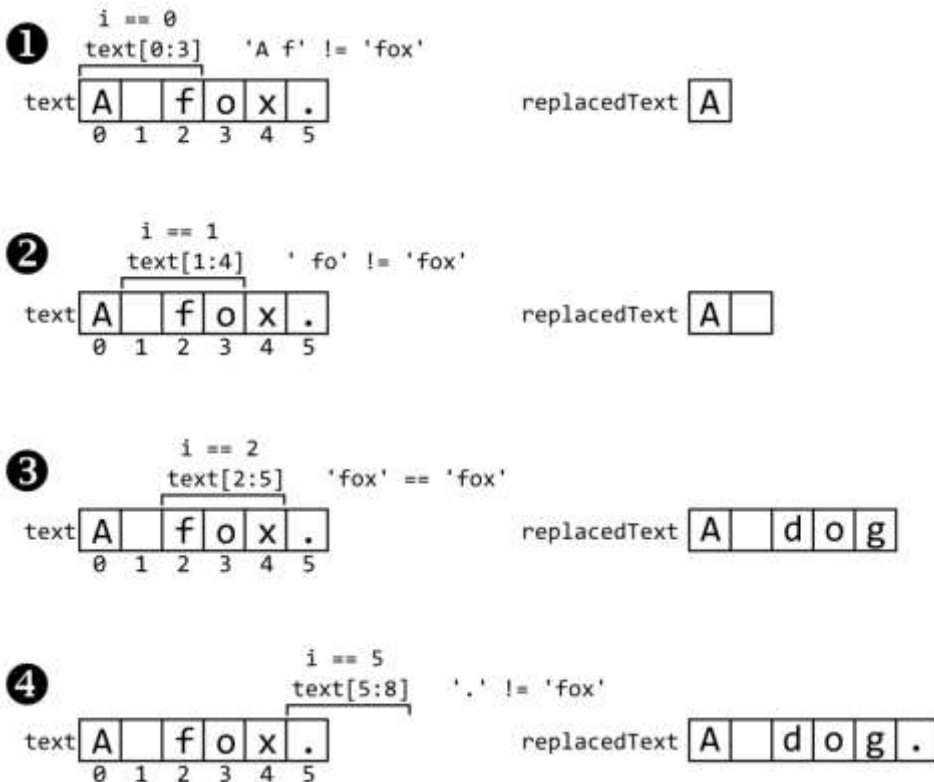 ❶ i == 0
text[0:3] 'A f' != 'fox'
text A f o x . replacedText A
0 1 2 3 4 5
❷ i == 1
text[1:4] ' fo' != 'fox'
text A f o x . replacedText A
0 1 2 3 4 5
❸ i == 2
text[2:5] 'fox' == 'fox'
text A f o x . replacedText A d o g
0 1 2 3 4 5
❹ i == 5
text[5:8] '.' != 'fox'
text A f o x . replacedText A d o g .
0 1 2 3 4 5